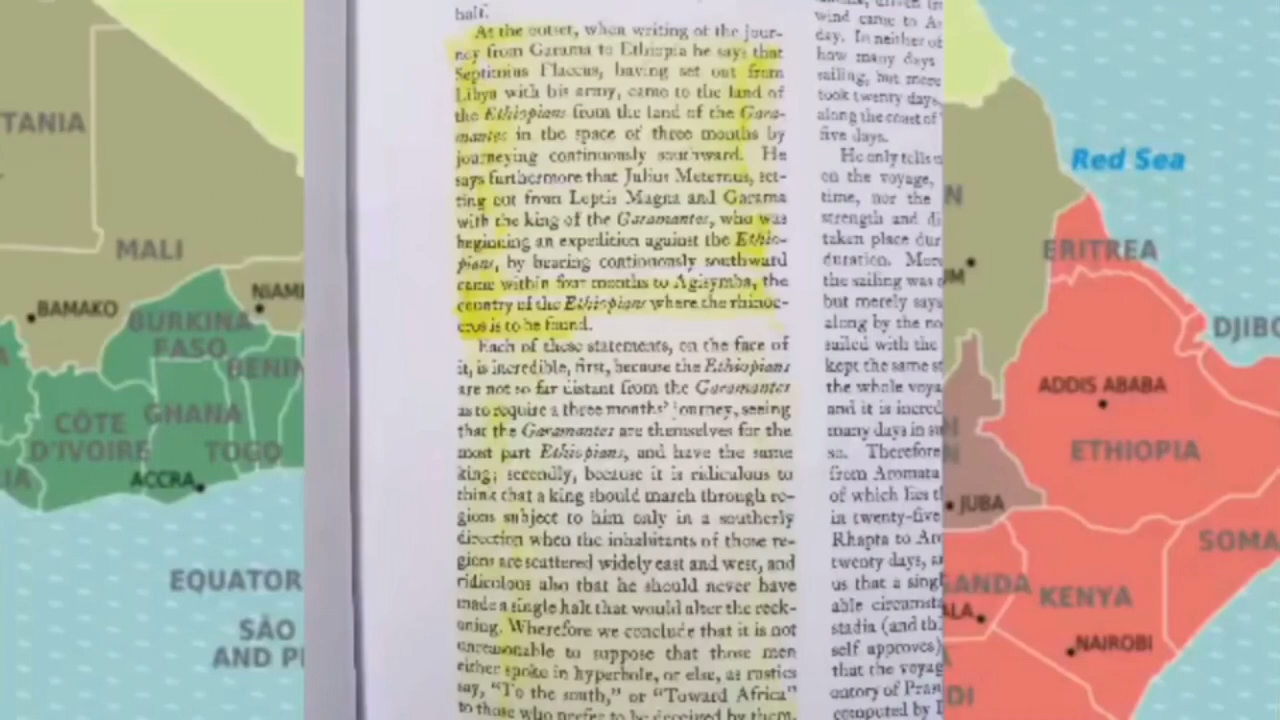 half.
At the outset, when writing of the jour-
ney from Garama to Ethiopia he says that
Septimius Flaccus, having set out from
Libya with his army, came to the land of
the Ethiopians from the land of the Gara-
mantes in the space of three months by
journeying continuously southward. He
says furthermore that Julius Maternus, set-
ting out from Leptis Magna and Garama
with the king of the Garamantes, who was
beginning an expedition against the Ethio-
pians, by bearing continuously southward
came within four months to Agisymba, the
country of the Ethiopians where the rhinoc-
eros is to be found.
Each of these statements, on the face of
it, is incredible, first, because the Ethiopians
are not so far distant from the Garamantes
as to require a three months' journey, seeing
that the Garamantes are themselves for the
most part Ethiopians, and have the same
king; secondly, because it is ridiculous to
think that a king should march through re-
gions subject to him only in a southerly
direction when the inhabitants of those re-
gions are scattered widely east and west, and
ridiculous also that he should never have
made a single halt that would alter the reck-
oning. Wherefore we conclude that it is not
unreasonable to suppose that those men
either spoke in hyperbole, or else, as rustics
say, "To the south," or "Toward Africa"
to those who prefer to be deceived by them,
wind came to
day. In neither of
how many days
sailing, but
took twenty days
along the coast of
five days.
He only tells
on the voyage,
time, nor the
strength and
taken place
duration.
the sailing was
but merely says
along by the
sailed with the
kept the same
the whole
and it is
many days in
Therefore
from Aromata
of which lies
in twenty-five
Rhapta to
twenty days,
us that a
able
stadia (and
self approves)
that the
of
computed by
TANIA
MALI
BAMAKO
NIAM
BURKINA
FASO
BENIN
CÔTE
D'IVOIRE
GHANA
TOGO
ACCRA
EQUATOR
SÃO
AND
Red Sea
ERITREA
DJIBO
ADDIS ABABA
ETHIOPIA
JUBA
SOMA
ANDA
KENYA
NAIROBI